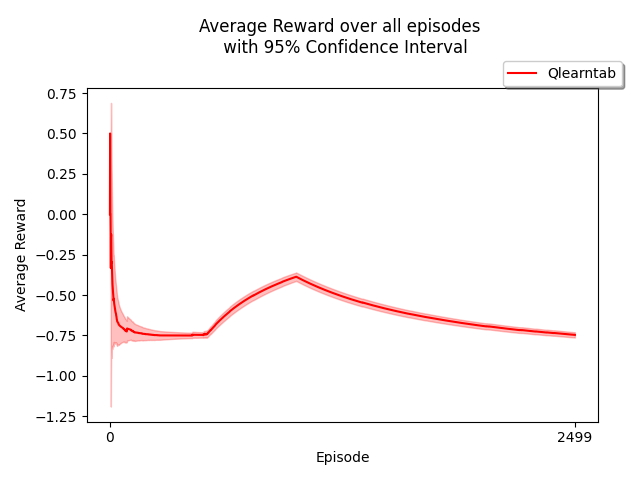 Average Reward over all episodes
with 95% Confidence Interval
Qlearntab
0.75
0.50
0.25
0.00
−0.25
−0.50
−0.75
−1.00
−1.25
Average Reward
0
2499
Episode